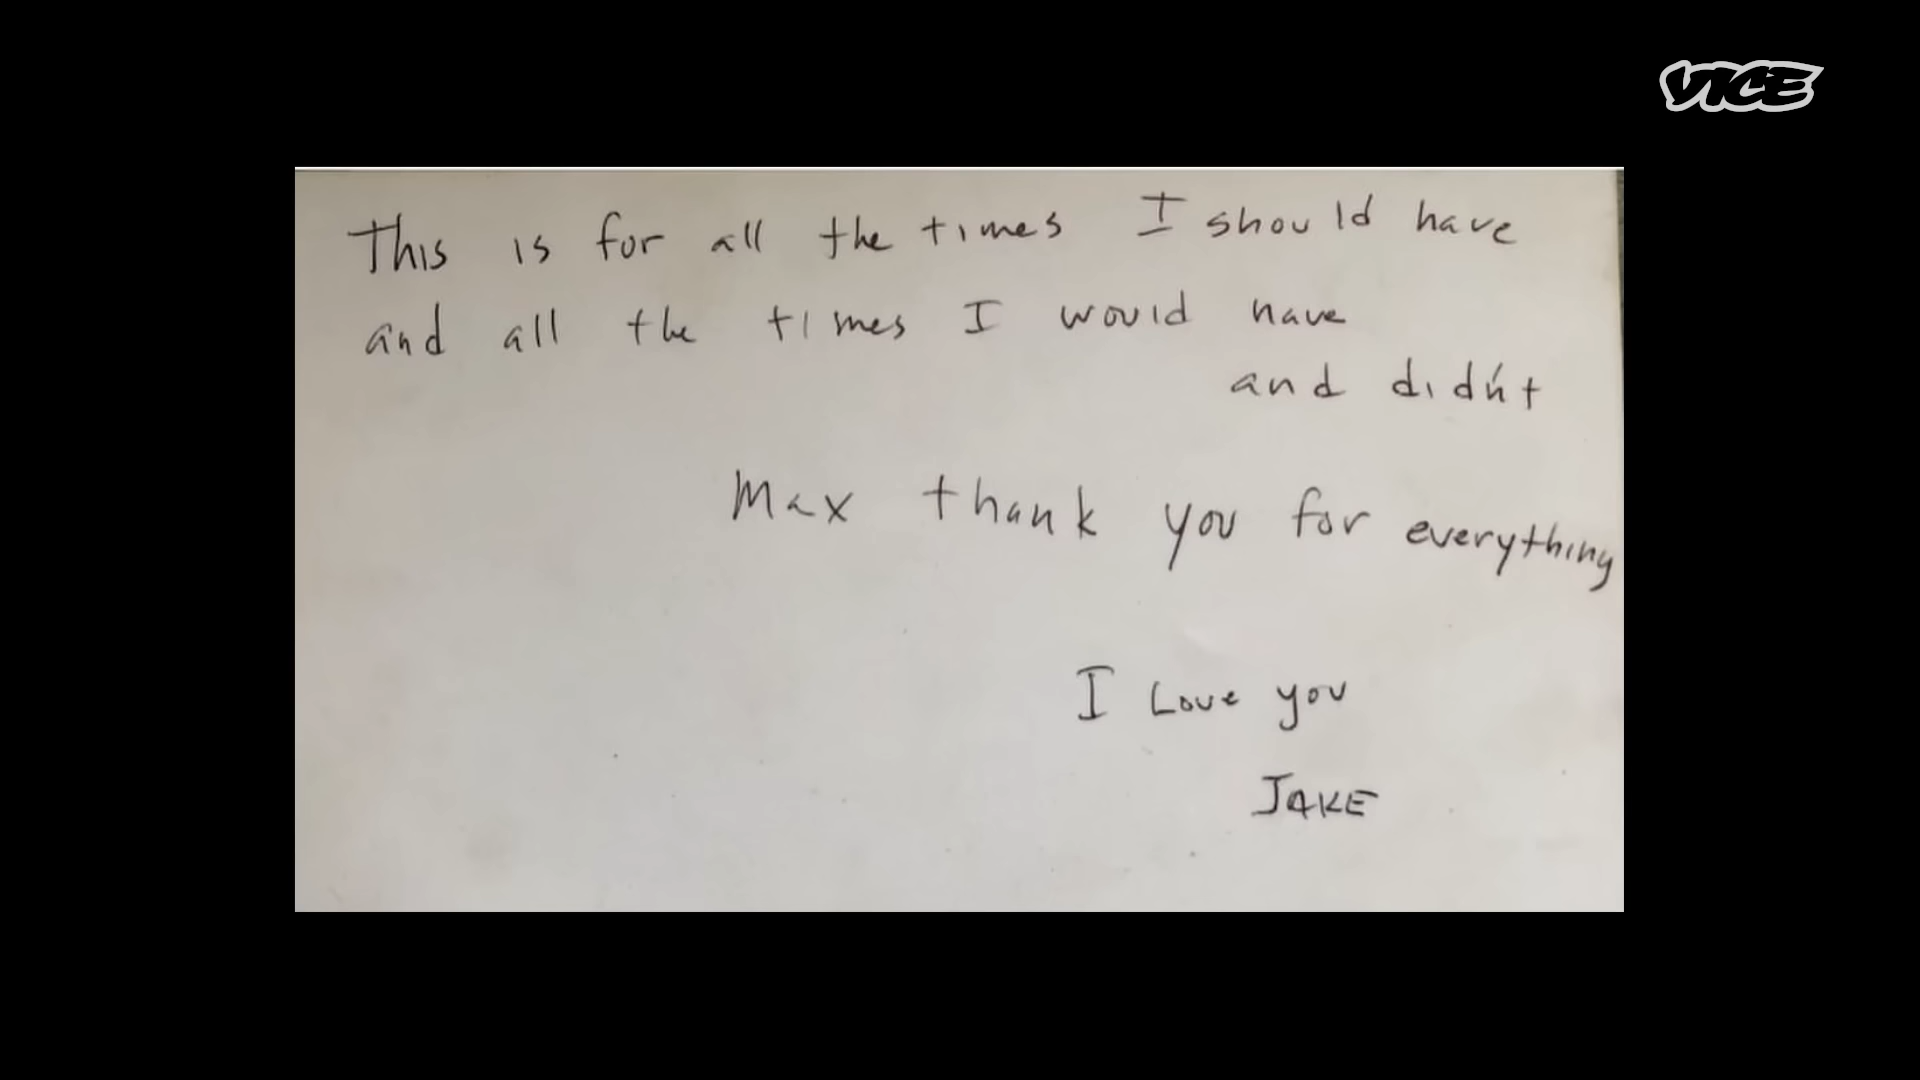 VICE
This is for all the times I should have
and all the times I would have
and didn't
Max thank you for everything
I Love you
JAKE